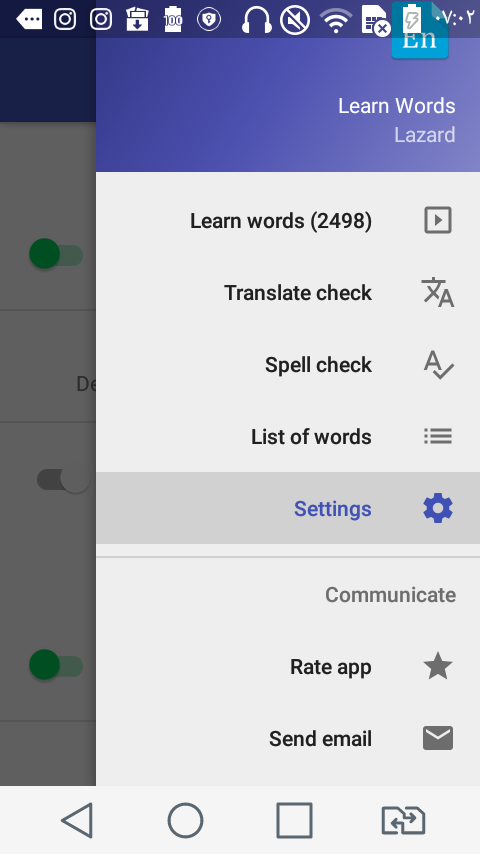 100
۰۷:۰۲
En
Learn Words
Lazard
Learn words (2498)
Translate check
Spell check
De
List of words
Settings
Communicate
Rate app
Send email